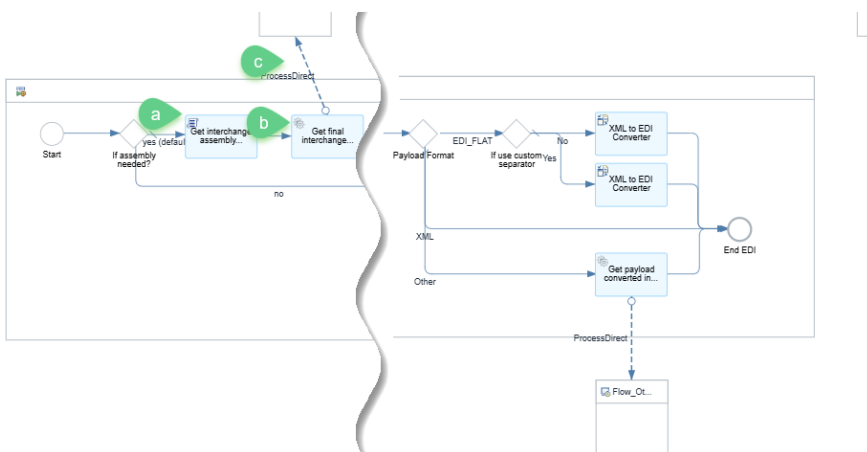 c
ProcessDirect
a
b
Get interchange
assembly...
Get final
interchange...
Start
If assembly
needed?
yes (defaul
no
Payload Format
EDI_FLAT
If use custom
separator
No
Yes
XML to EDI
Converter
XML to EDI
Converter
XML
End EDI
Other
Get payload
converted in...
ProcessDirect
Flow_Ot...